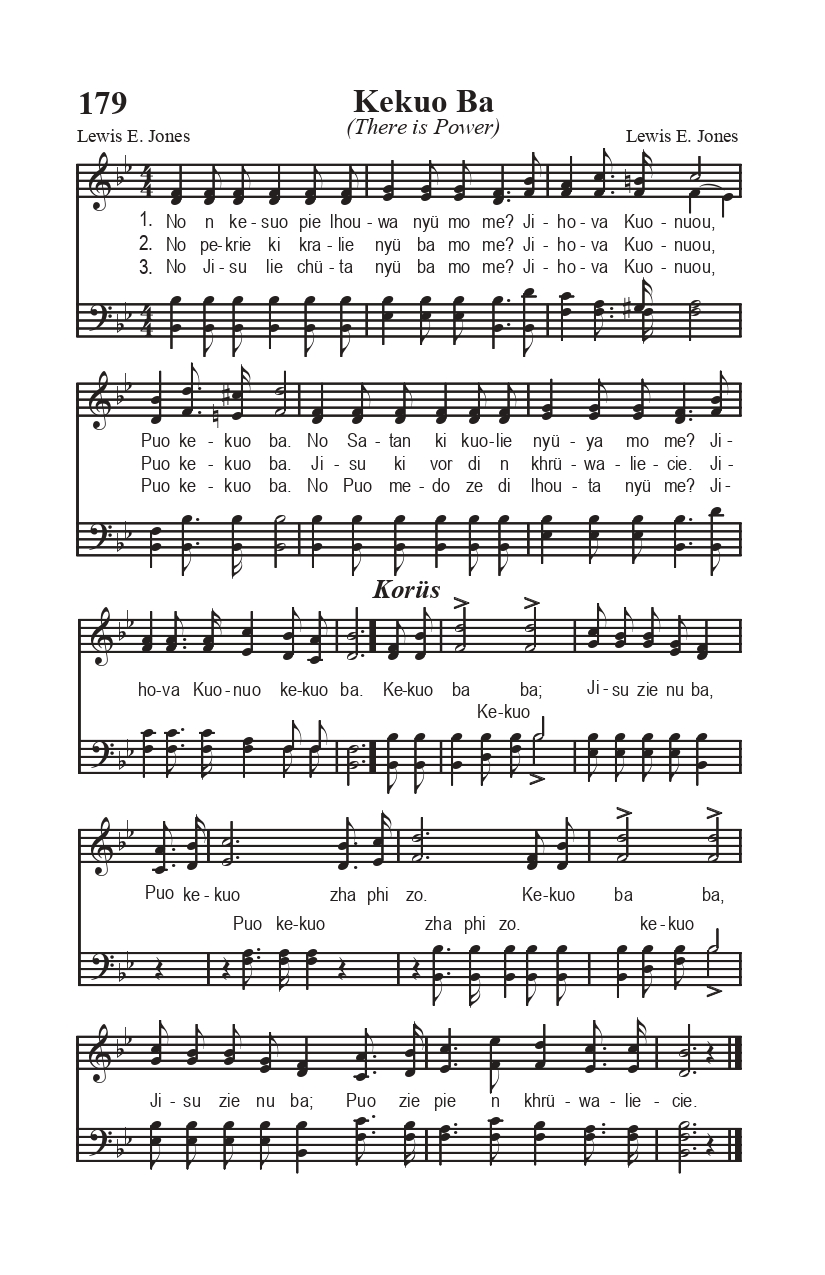 179
Kekuo Ba
(There is Power)
Lewis E. Jones
Lewis E. Jones
1. No n ke-suo pie lhou-wa nyü mo me? Ji-ho-va Kuo-nuou,
2. No pe-krie ki kra-lie nyü ba mo me? Ji-ho-va Kuo-nuou,
3. No Ji-su lie chü-ta nyü ba mo me? Ji-ho-va Kuo-nuou,
Puo ke-kuo ba. No Sa-tan ki kuo-lie nyü-ya mo me? Ji-
Puo ke-kuo ba. Ji-su ki vor di n khrü-wa-lie-cie. Ji-
Puo ke-kuo ba. No Puo me-do ze di lhou-ta nyü me? Ji-
Korüs
ho-va Kuo-nuo ke-kuo ba. Ke-kuo ba ba; Ji-su zie nu ba,
Ke-kuo
Puo ke-kuo zha phi zo. Ke-kuo ba ba,
Puo ke-kuo zha phi zo. ke-kuo
Ji-su zie nu ba; Puo zie pie n khrü-wa-lie-cie.